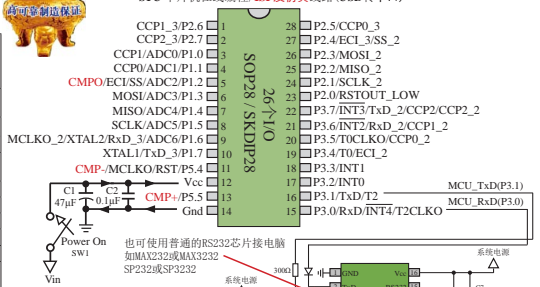 高可靠制造保证
CCP1_3/P2.6 1
CCP2_3/P2.7 2
CCP1/ADC0/P1.0 3
CCP0/ADC1/P1.1 4
CMPO/ECI/SS/ADC2/P1.2 5
MOSI/ADC3/P1.3 6
MISO/ADC4/P1.4 7
SCLK/ADC5/P1.5 8
MCLKO_2/XTAL2/RxD_3/ADC6/P1.6 9
XTAL1/TxD_3/P1.7 10
CMP-/MCLKO/RST/P5.4 11
Vcc 12
CMP+/P5.5 13
Gnd 14
SOP28 / SKDIP28
26个I/O
28 P2.5/CCP0_3
27 P2.4/ECI_3/SS_2
26 P2.3/MOSI_2
25 P2.2/MISO_2
24 P2.1/SCLK_2
23 P2.0/RSTOUT_LOW
22 P3.7/INT3/TxD_2/CCP2/CCP2_2
21 P3.6/INT2/RxD_2/CCP1_2
20 P3.5/T0CLKO/CCP0_2
19 P3.4/T0/ECI_2
18 P3.3/INT1
17 P3.2/INT0
16 P3.1/TxD/T2
15 P3.0/RxD/INT4/T2CLKO
MCU_TxD(P3.1)
MCU_RxD(P3.0)
C1
47μF
C2
0.1μF
Power On
SW1
Vin
也可使用普通的RS232芯片接电脑
如MAX232或MAX3232
SP232或SP3232
系统电源
300Ω
1 GND
Vcc 16
系统电源